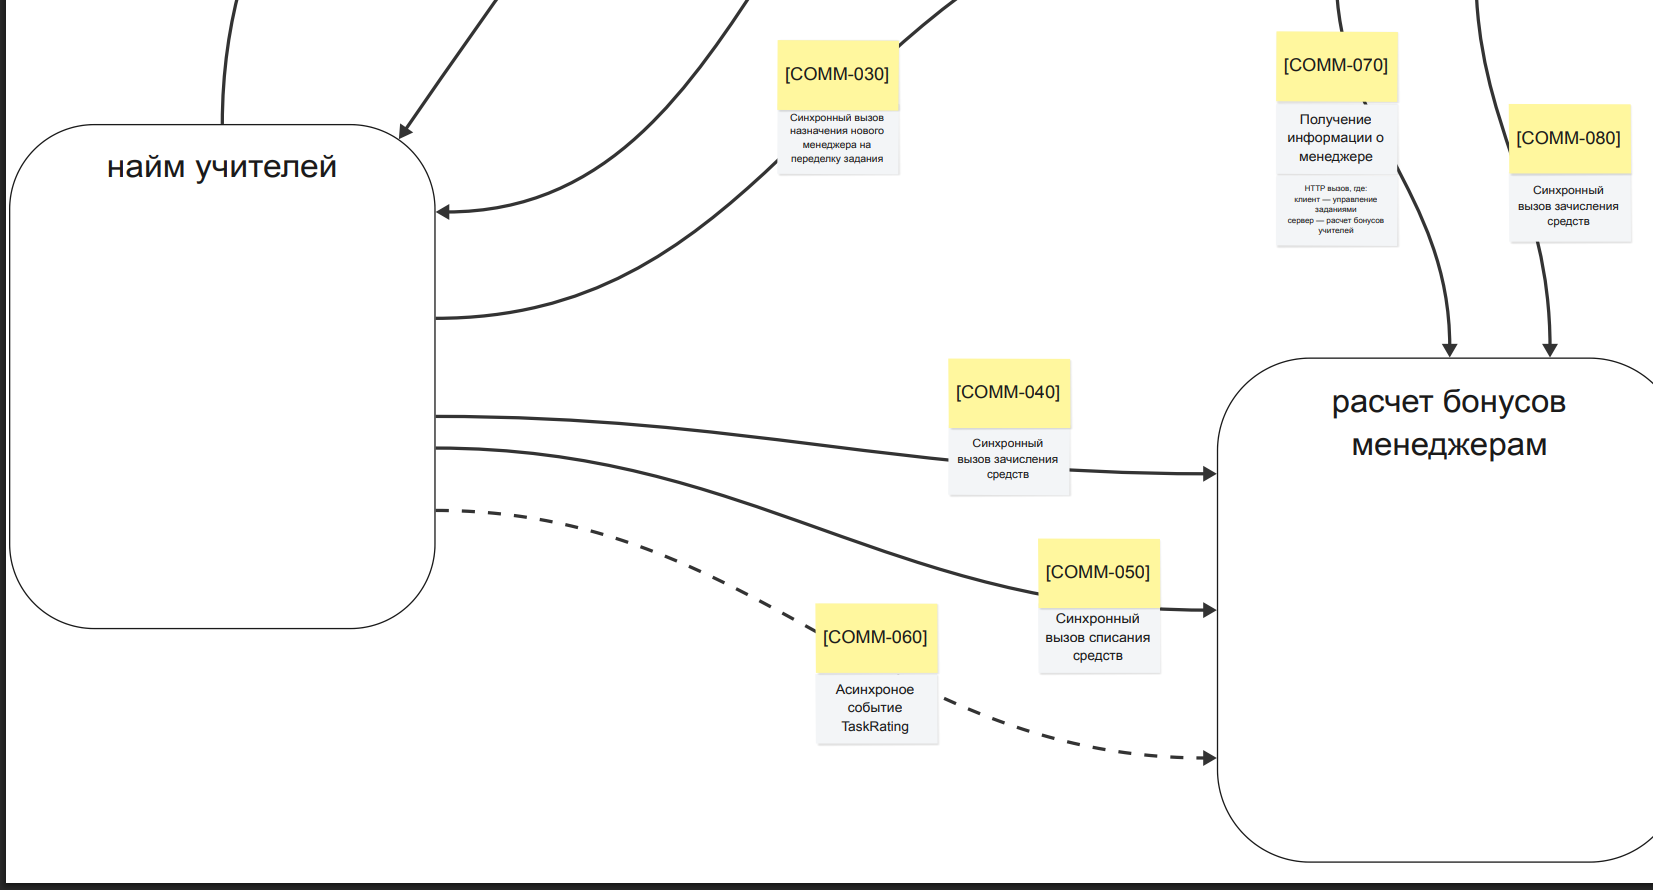 найм учителей
[COMM-030]
Синхронный вызов
назначения нового
менеджера на
переделку задания
[COMM-070]
Получение
информации о
менеджере
HTTP вызов, где:
клиент — управление
заданиями
сервер — расчет бонусов
учителей
[COMM-080]
Синхронный
вызов зачисления
средств
[COMM-040]
Синхронный
вызов зачисления
средств
расчет бонусов
менеджерам
[COMM-050]
Синхронный
вызов списания
средств
[COMM-060]
Асинхроное
событие
TaskRating